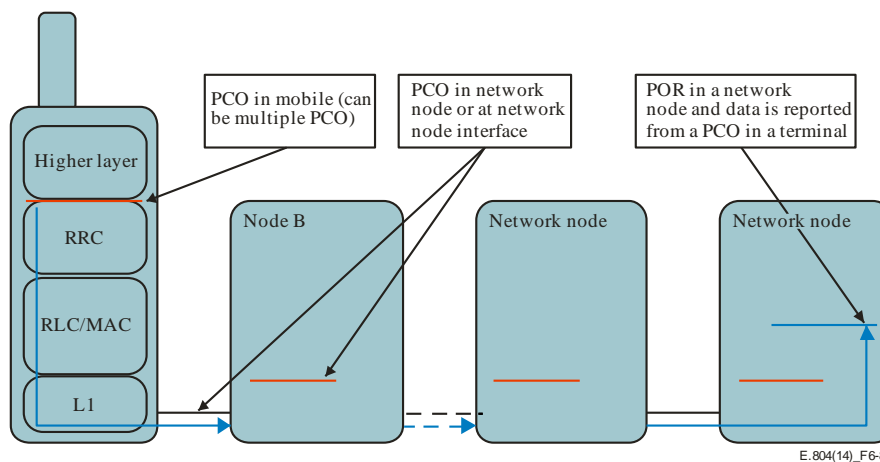 PCO in mobile (can
be multiple PCO)
PCO in network
node or at network
node interface
POR in a network
node and data is reported
from a PCO in a terminal
Higher layer
RRC
RLC/MAC
L1
Node B
Network node
Network node
E.804(14)_F6-